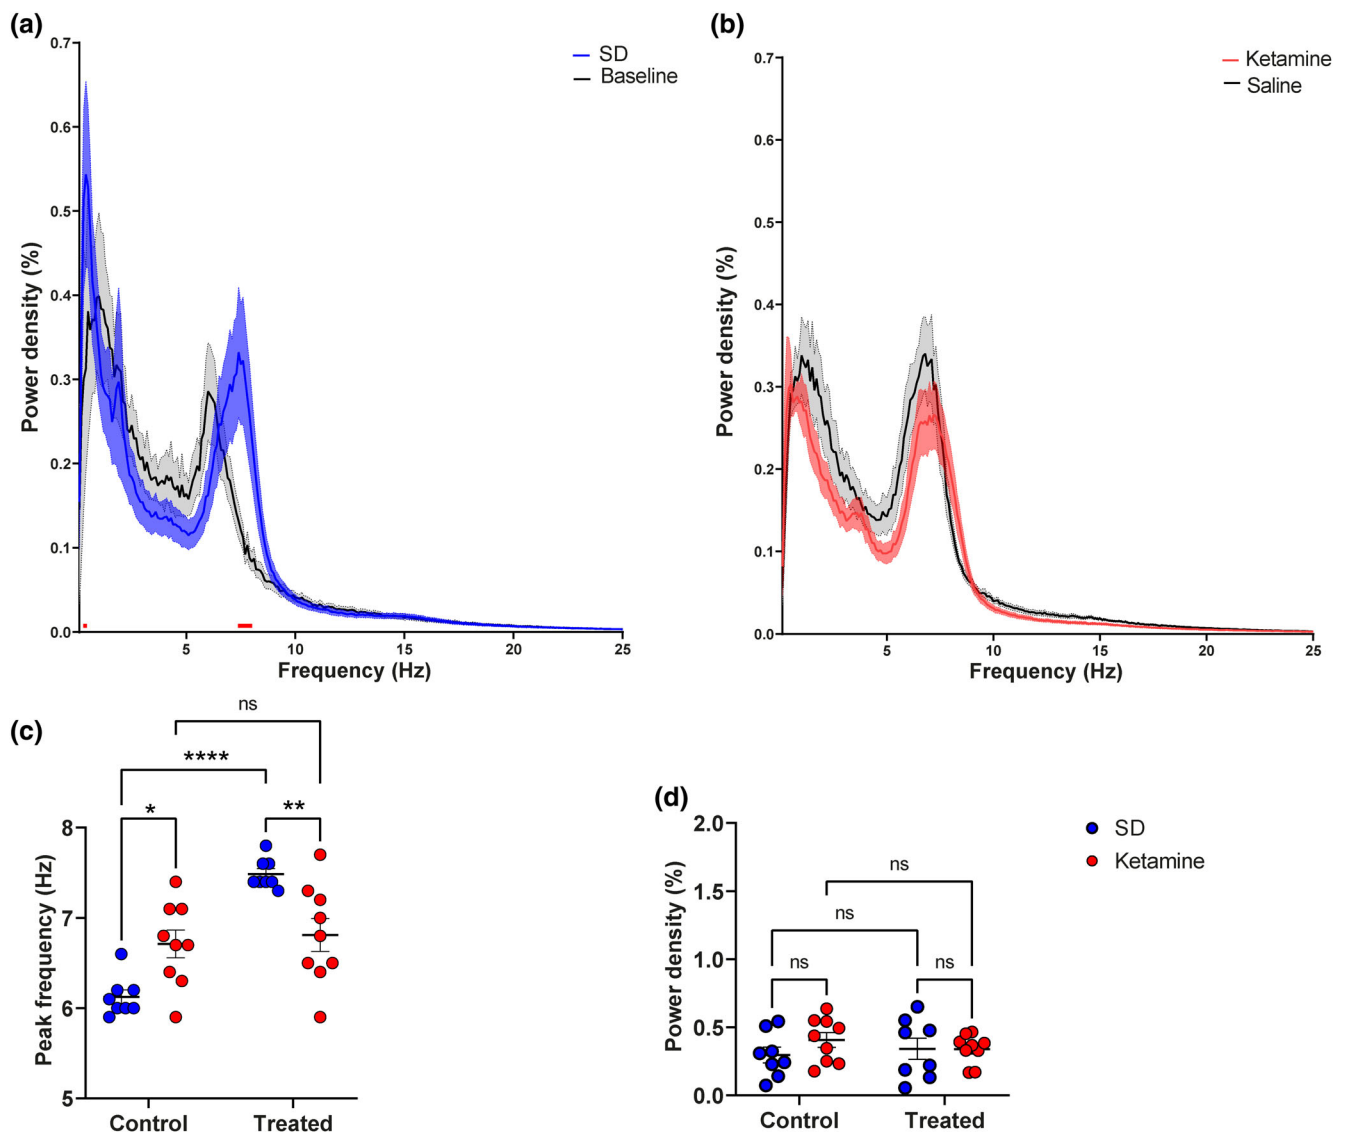 (a)
0.7
0.6
0.5
0.4
0.3
0.2
0.1
0.0
Power density (%)
SD
Baseline
5 10 15 20 25
Frequency (Hz)
(b)
0.7
0.6
0.5
0.4
0.3
0.2
0.1
0.0
Power density (%)
Ketamine
Saline
5 10 15 20 25
Frequency (Hz)
(c)
ns
****
* **
8
7
6
5
Peak frequency (Hz)
Control Treated
(d)
2.0
1.5
1.0
0.5
0.0
Power density (%)
ns
ns
ns ns
Control Treated
SD
Ketamine